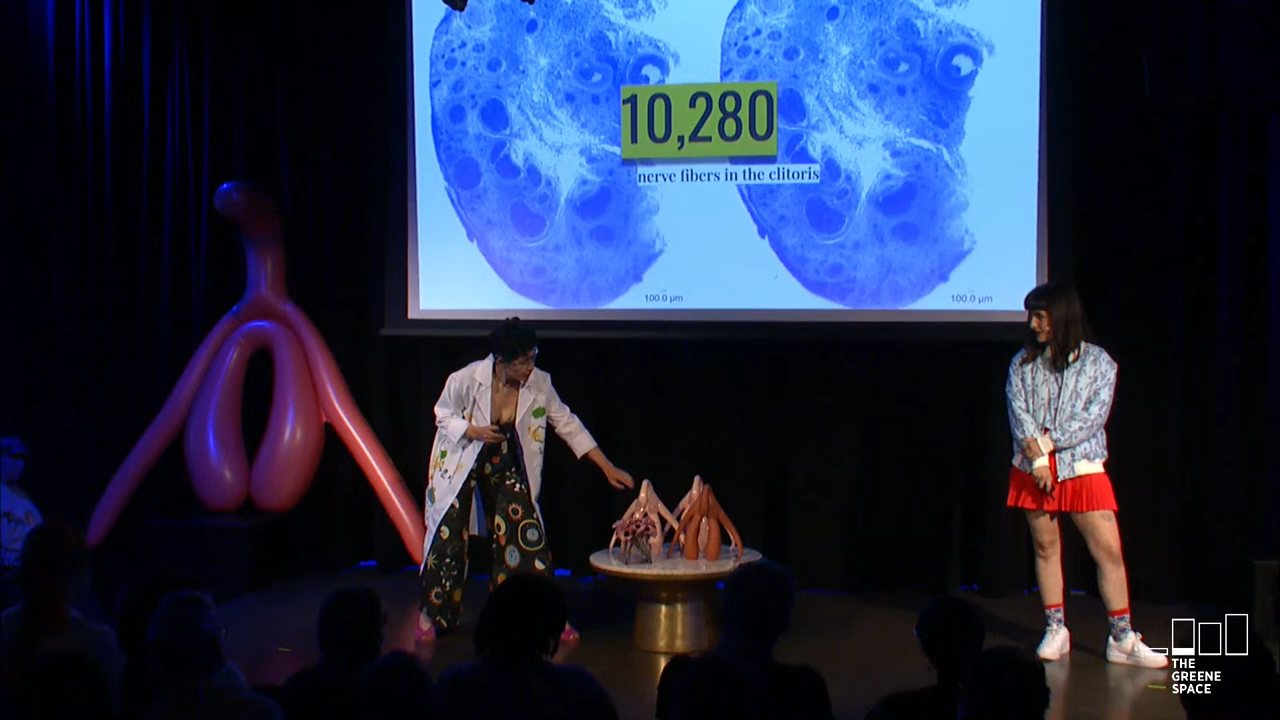 10,280
nerve fibers in the clitoris
100.0 µm
100.0 µm
THE
GREENE
SPACE